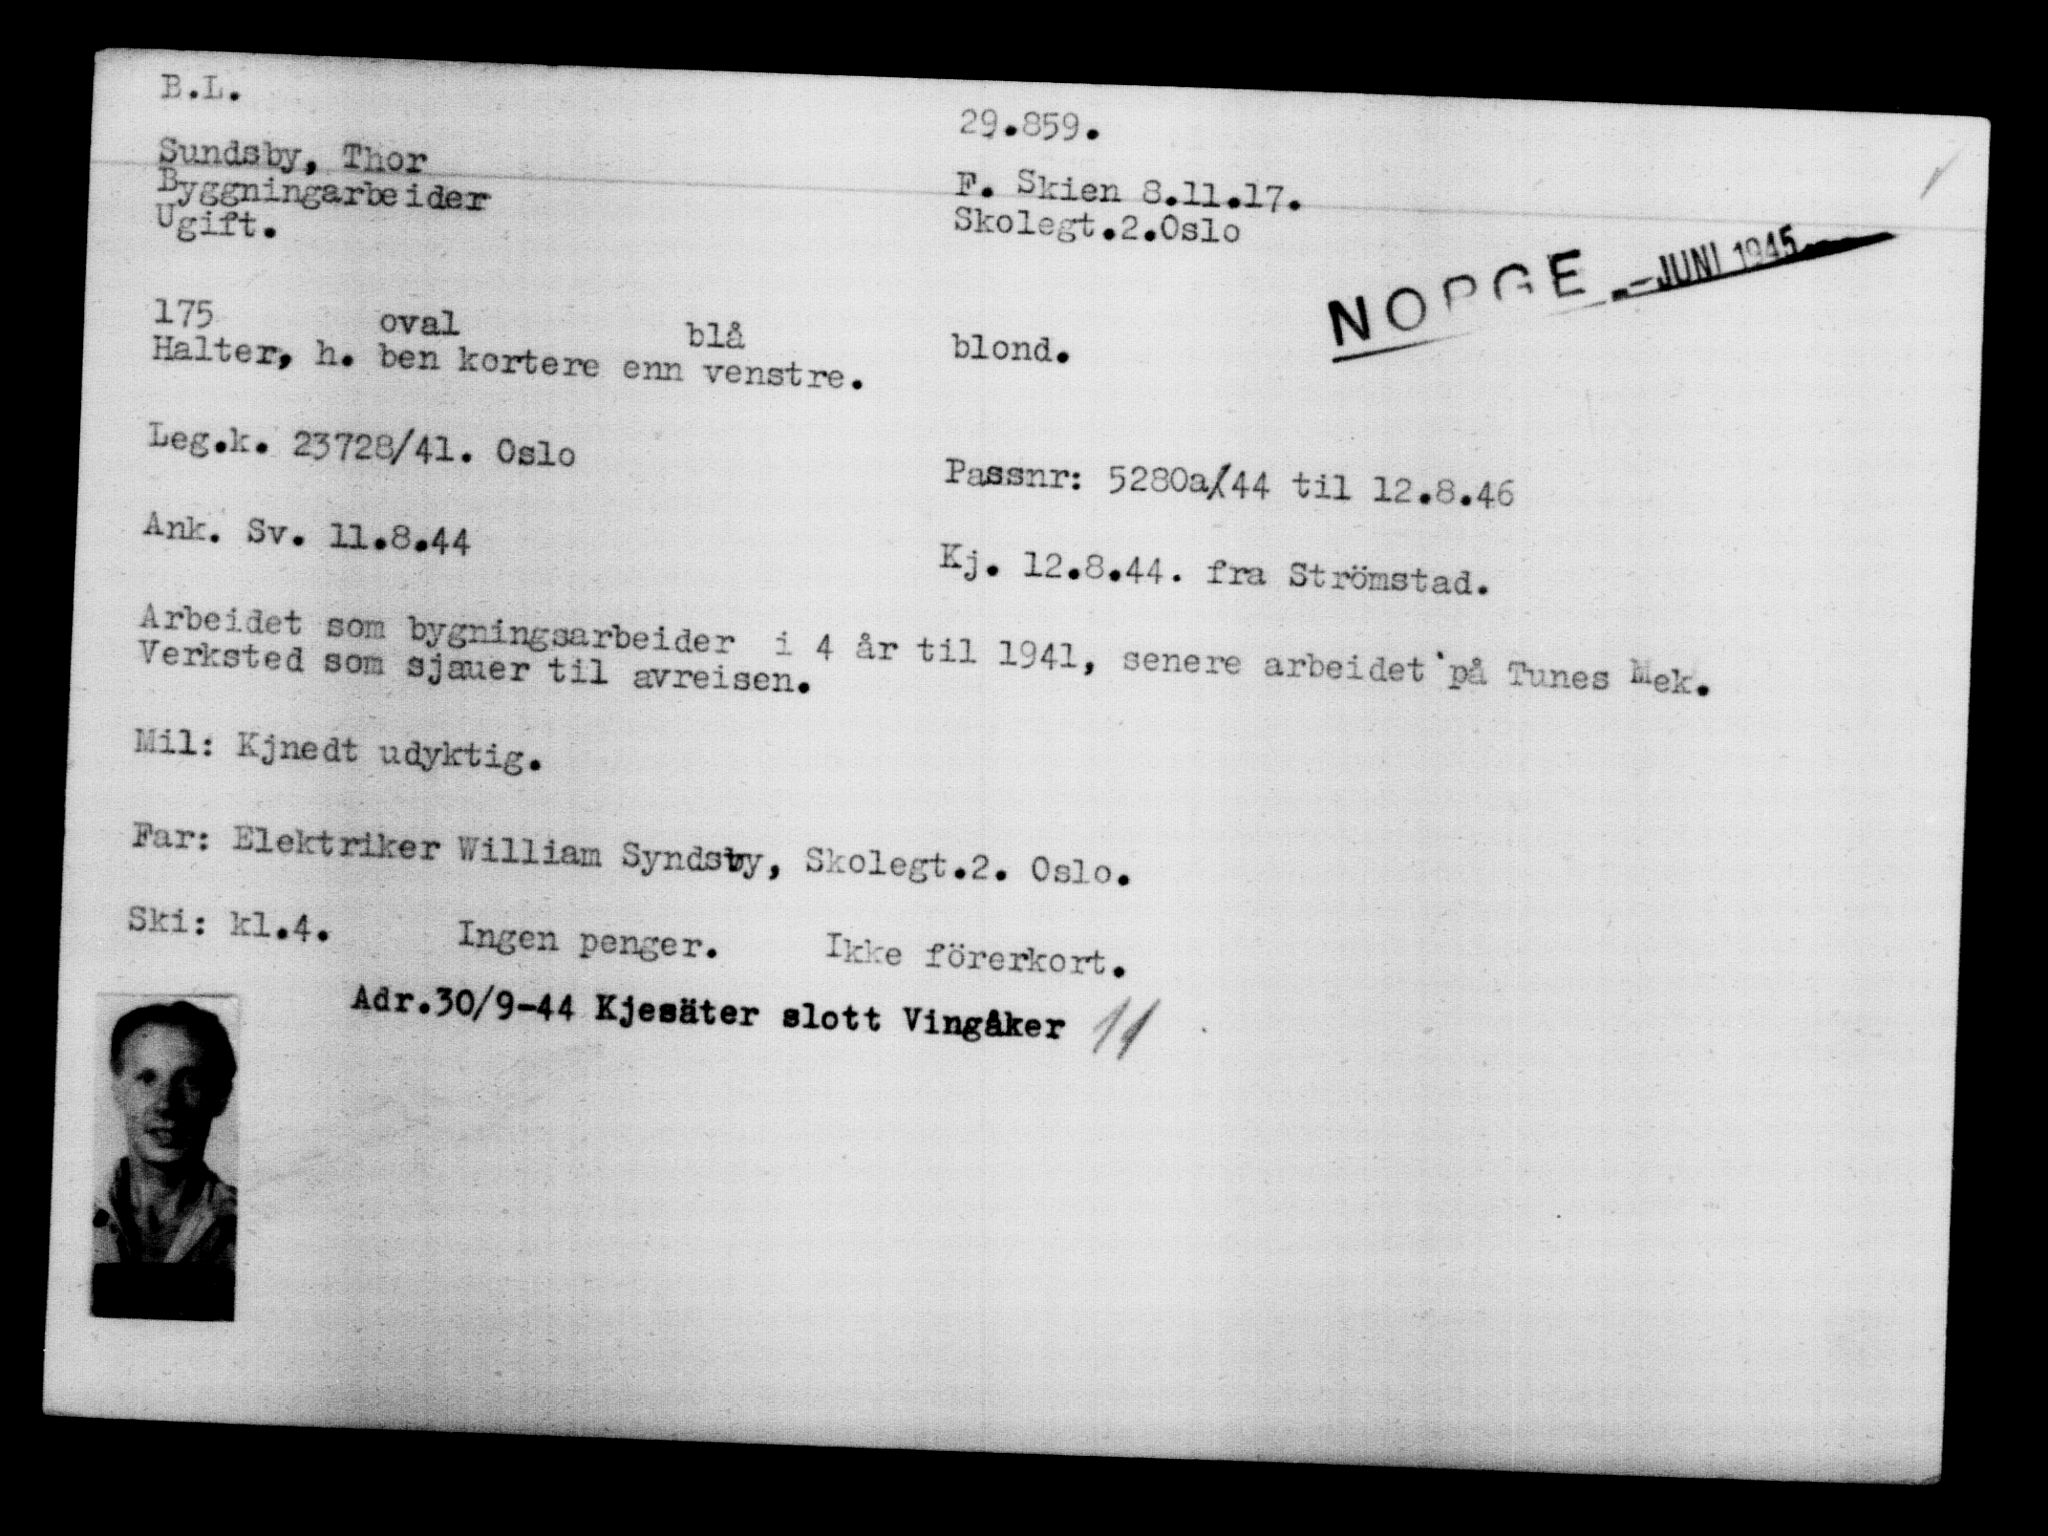 B.L.
29.859.
Sundsby, Thor
F. Skien 8.11.17.
Byggningarbeider
Skolegt.2.Oslo
Ugift.
NORGE.-JUNI 1945
175 oval blå blond.
Halter, h. ben kortere enn venstre.
Leg.k. 23728/41. Oslo
Passnr: 5280a/44 til 12.8.46
Ank. Sv. 11.8.44
Kj. 12.8.44. fra Strömstad.
Arbeidet som bygningsarbeider i 4 år til 1941, senere arbeidet på Tunes Mek.
Verksted som sjauer til avreisen.
Mil: Kjnedt udyktig.
Far: Elektriker William Syndsby, Skolegt.2. Oslo.
Ski: kl.4. Ingen penger. Ikke förerkort.
Adr.30/9-44 Kjesäter slott Vingåker